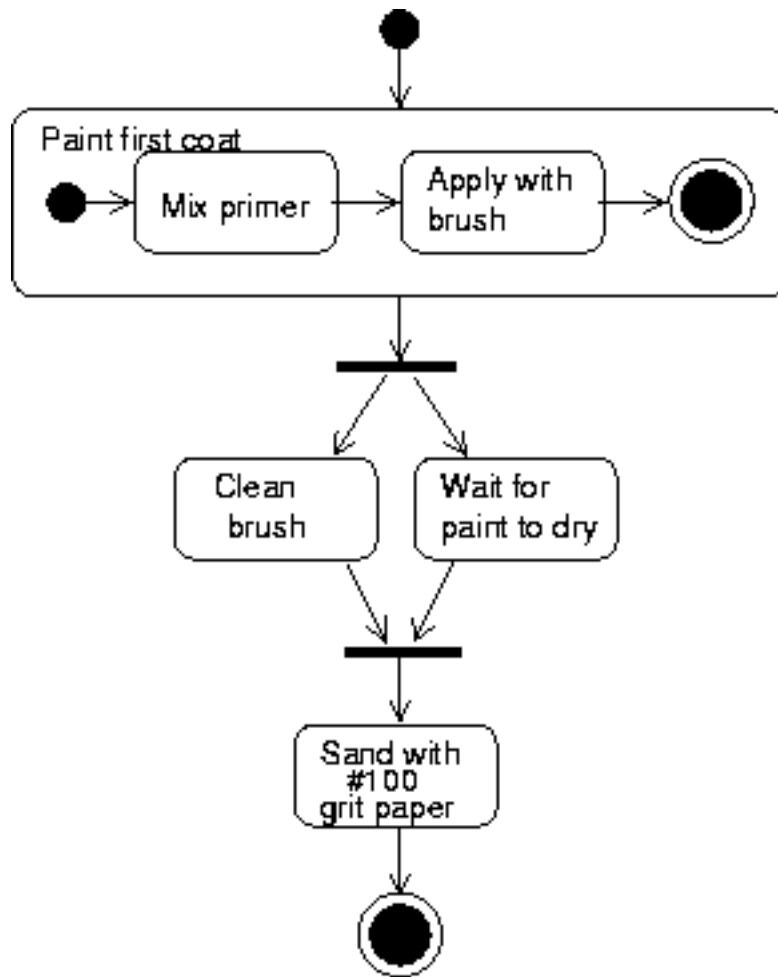 Paint first coat
Mix primer
Apply with
brush
Clean
brush
Wait for
paint to dry
Sand with
#100
grit paper